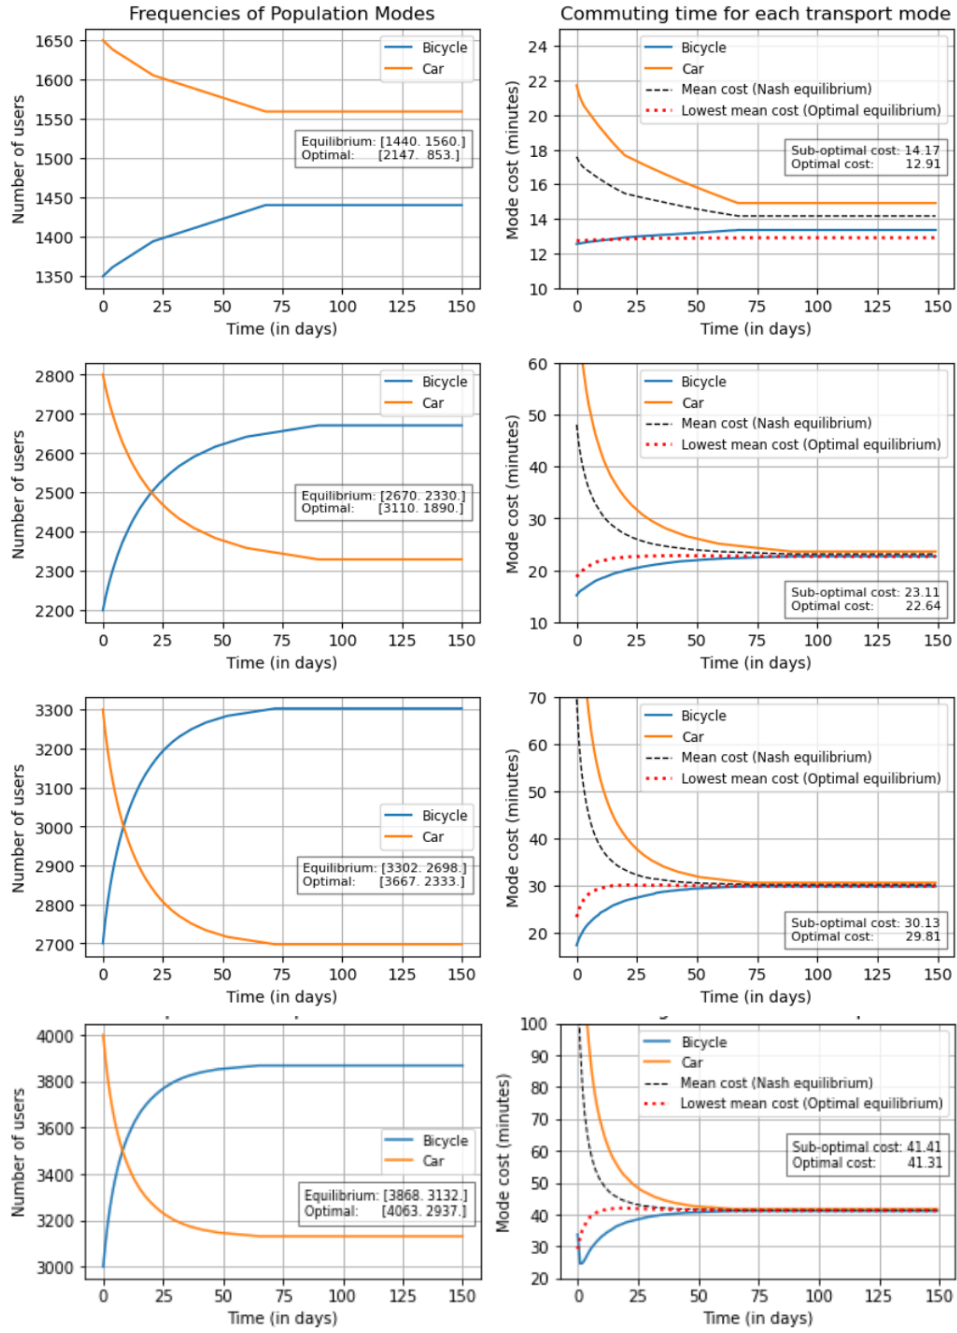 Frequencies of Population Modes
Number of users
1650
1600
1550
1500
1450
1400
1350
Bicycle
Car
Equilibrium: [1440. 1560.]
Optimal: [2147. 853.]
0 25 50 75 100 125 150
Time (in days)
Commuting time for each transport mode
Mode cost (minutes)
24
22
20
18
16
14
12
10
Bicycle
Car
Mean cost (Nash equilibrium)
Lowest mean cost (Optimal equilibrium)
Sub-optimal cost: 14.17
Optimal cost: 12.91
0 25 50 75 100 125 150
Time (in days)
Number of users
2800
2700
2600
2500
2400
2300
2200
Bicycle
Car
Equilibrium: [2670. 2330.]
Optimal: [3110. 1890.]
0 25 50 75 100 125 150
Time (in days)
Mode cost (minutes)
60
50
40
30
20
10
Bicycle
Car
Mean cost (Nash equilibrium)
Lowest mean cost (Optimal equilibrium)
Sub-optimal cost: 23.11
Optimal cost: 22.64
0 25 50 75 100 125 150
Time (in days)
Number of users
3300
3200
3100
3000
2900
2800
2700
Bicycle
Car
Equilibrium: [3302. 2698.]
Optimal: [3667. 2333.]
0 25 50 75 100 125 150
Time (in days)
Mode cost (minutes)
70
60
50
40
30
20
Bicycle
Car
Mean cost (Nash equilibrium)
Lowest mean cost (Optimal equilibrium)
Sub-optimal cost: 30.13
Optimal cost: 29.81
0 25 50 75 100 125 150
Time (in days)
Number of users
4000
3800
3600
3400
3200
3000
Bicycle
Car
Equilibrium: [3868. 3132.]
Optimal: [4063. 2937.]
0 25 50 75 100 125 150
Time (in days)
Mode cost (minutes)
100
90
80
70
60
50
40
30
20
Bicycle
Car
Mean cost (Nash equilibrium)
Lowest mean cost (Optimal equilibrium)
Sub-optimal cost: 41.41
Optimal cost: 41.31
0 25 50 75 100 125 150
Time (in days)